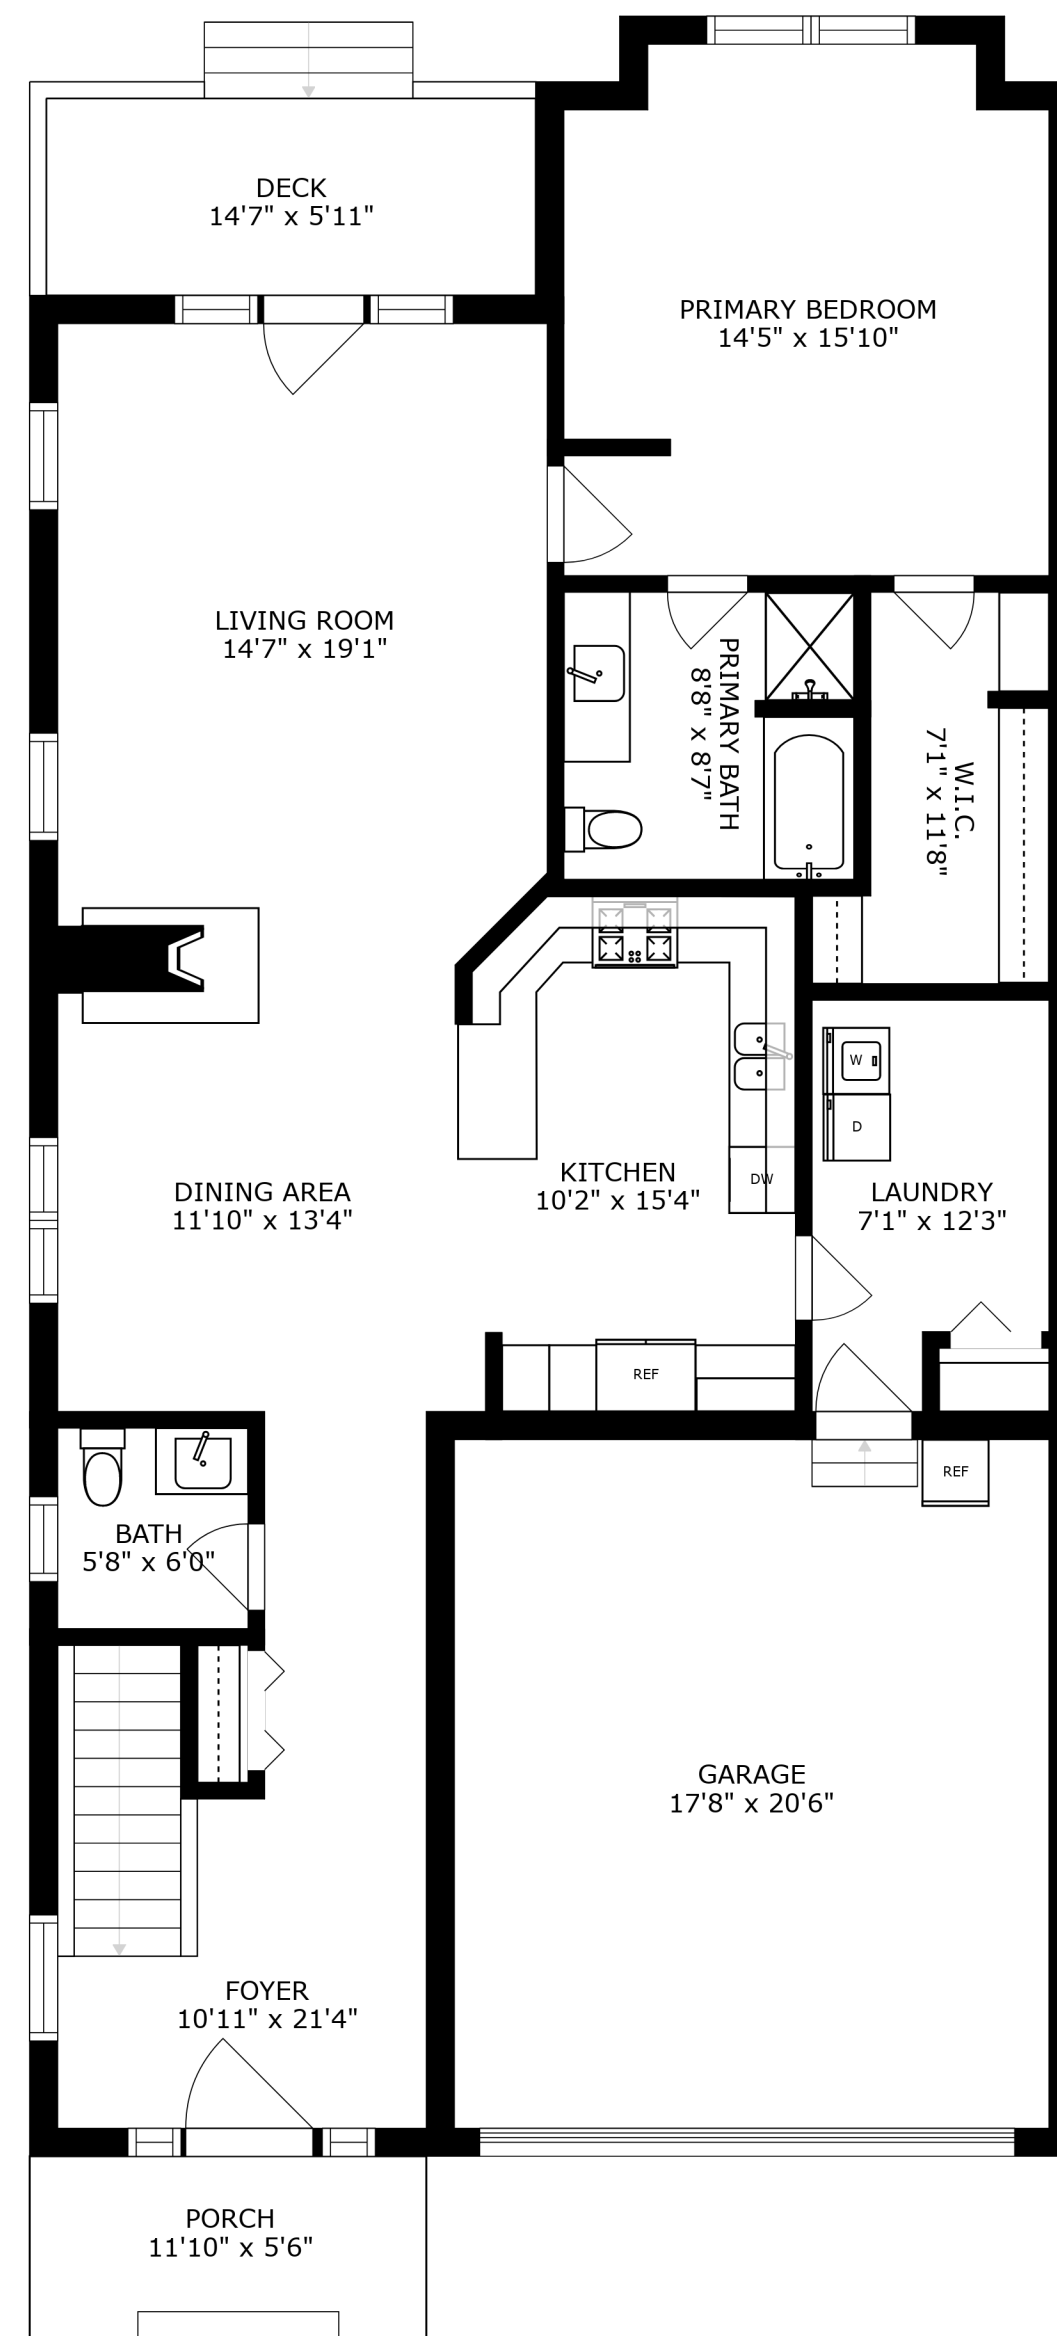 DECK
14'7" x 5'11"
PRIMARY BEDROOM
14'5" x 15'10"
LIVING ROOM
14'7" x 19'1"
PRIMARY BATH
8'8" x 8'7"
W.I.C.
7'1" x 11'8"
W
D
KITCHEN
10'2" x 15'4"
DW
DINING AREA
11'10" x 13'4"
LAUNDRY
7'1" x 12'3"
REF
REF
BATH
5'8" x 6'0"
GARAGE
17'8" x 20'6"
FOYER
10'11" x 21'4"
PORCH
11'10" x 5'6"